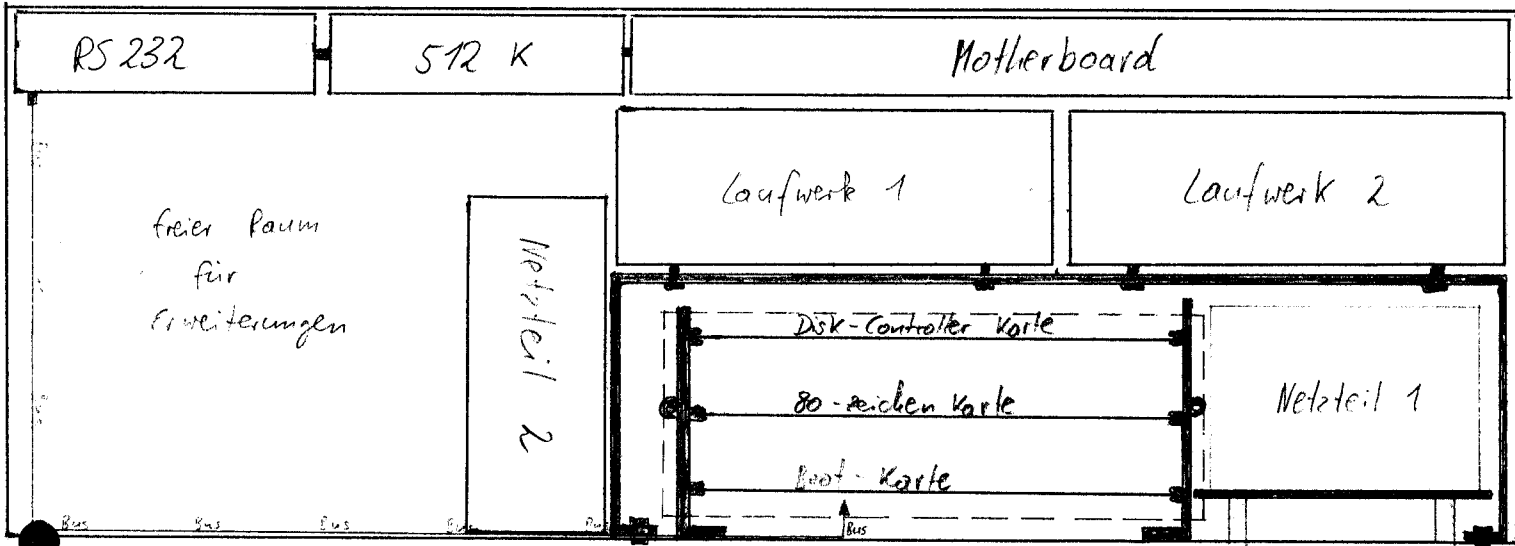 RS 232
512 K
Motherboard
Laufwerk 1
Laufwerk 2
freier Raum
für
Erweiterungen
Netzteil 2
Disk-Controller Karte
80-zeichen Karte
Boot-Karte
Netzteil 1
Bus
Bus
Bus
Bus
Bus
Bus